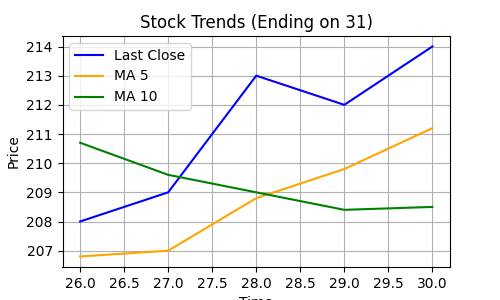 Stock Trends (Ending on 31)
Last Close
MA 5
MA 10
Price
214
213
212
211
210
209
208
207
26.0 26.5 27.0 27.5 28.0 28.5 29.0 29.5 30.0
Time